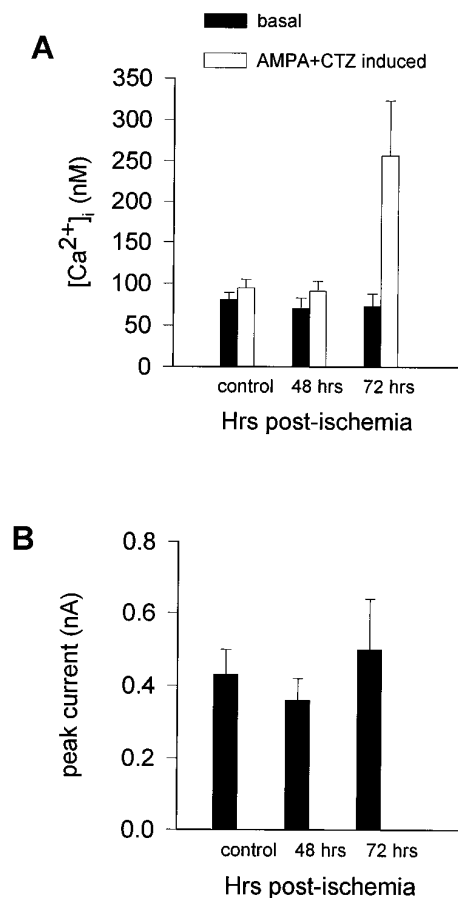 basal
AMPA+CTZ induced
A
350
300
250
200
150
100
50
0
[Ca2+]i (nM)
control 48 hrs 72 hrs
Hrs post-ischemia
B
0.8
0.6
0.4
0.2
0.0
peak current (nA)
control 48 hrs 72 hrs
Hrs post-ischemia